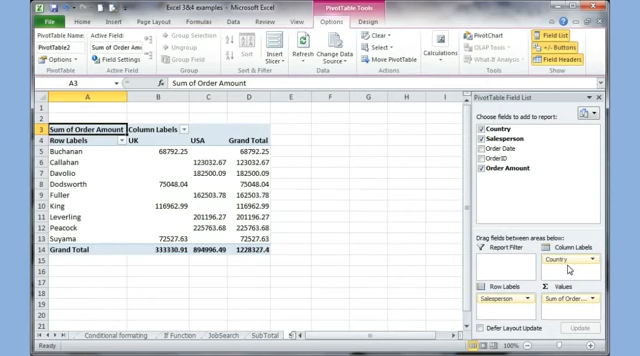 Excel 3&4 examples - Microsoft Excel
PivotTable Tools
File Home Insert Page Layout Formulas Data Review View Options Design
PivotTable Name: Active Field:
PivotTable2 Sum of Order Am
Options Field Settings
PivotTable Active Field
Group Selection
Ungroup
Group Field
Group
Sort
Insert Slicer
Sort & Filter
Refresh Change Data Source
Data
Clear
Select
Move PivotTable
Actions
Calculations
PivotChart
OLAP Tools
What-If Analysis
Tools
Field List
+/- Buttons
Field Headers
Show
A3 fx Sum of Order Amount
A B C D E F G H I
1
2
3 Sum of Order Amount Column Labels
4 Row Labels UK USA Grand Total
5 Buchanan 68792.25 68792.25
6 Callahan 123032.67 123032.67
7 Davolio 182500.09 182500.09
8 Dodsworth 75048.04 75048.04
9 Fuller 162503.78 162503.78
10 King 116962.99 116962.99
11 Leverling 201196.27 201196.27
12 Peacock 225763.68 225763.68
13 Suyama 72527.63 72527.63
14 Grand Total 333330.91 894996.49 1228327.4
15
16
17
18
19
20
21
PivotTable Field List
Choose fields to add to report:
Country
Salesperson
Order Date
OrderID
Order Amount
Drag fields between areas below:
Report Filter Column Labels
Country
Row Labels Σ Values
Salesperson Sum of Order...
Defer Layout Update Update
Conditional formating IF Function JobSearch SubTotal
Ready 100%